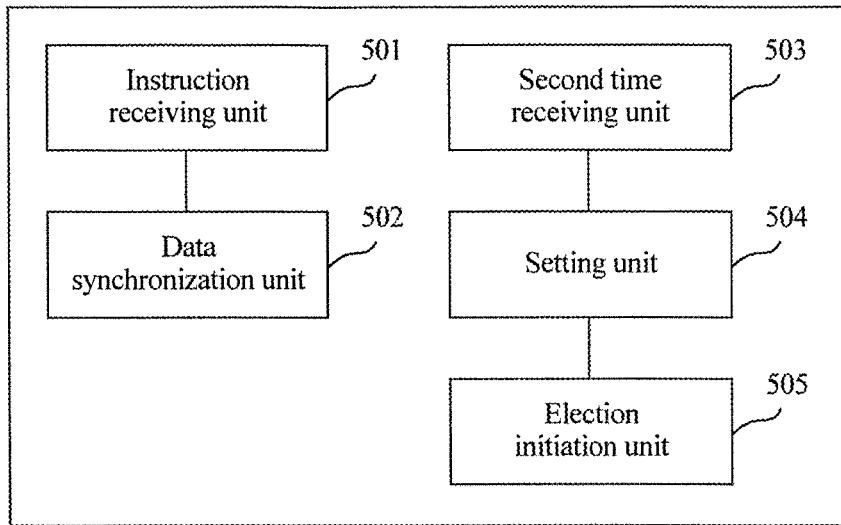 Instruction
receiving unit
501
Second time
receiving unit
503
Data
synchronization unit
502
Setting unit
504
Election
initiation unit
505